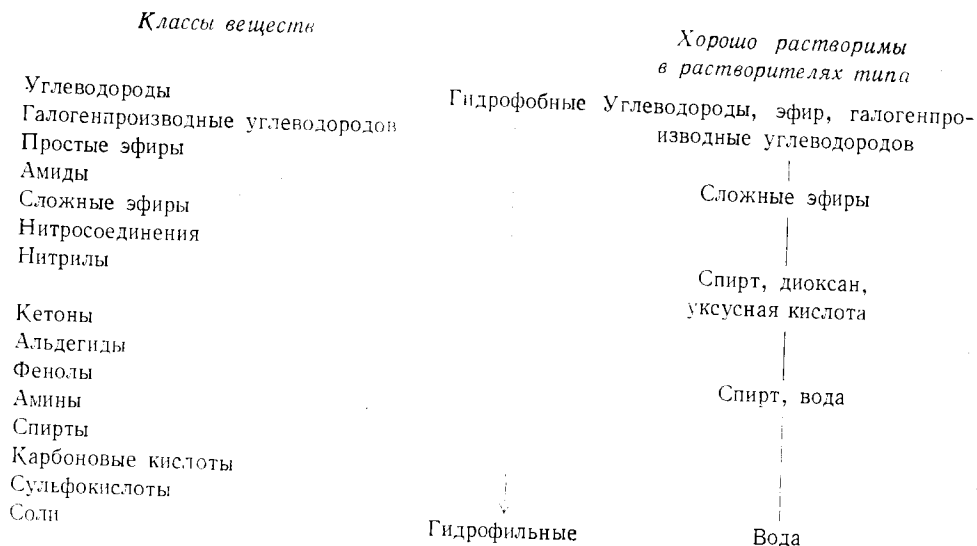 Классы веществ
Хорошо растворимы
в растворителях типа
Углеводороды
Галогенпроизводные углеводородов
Простые эфиры
Амиды
Сложные эфиры
Нитросоединения
Нитрилы
Кетоны
Альдегиды
Фенолы
Амины
Спирты
Карбоновые кислоты
Сульфокислоты
Соли
Гидрофобные
Гидрофильные
Углеводороды, эфир, галогенпро-
изводные углеводородов
Сложные эфиры
Спирт, диоксан,
уксусная кислота
Спирт, вода
Вода